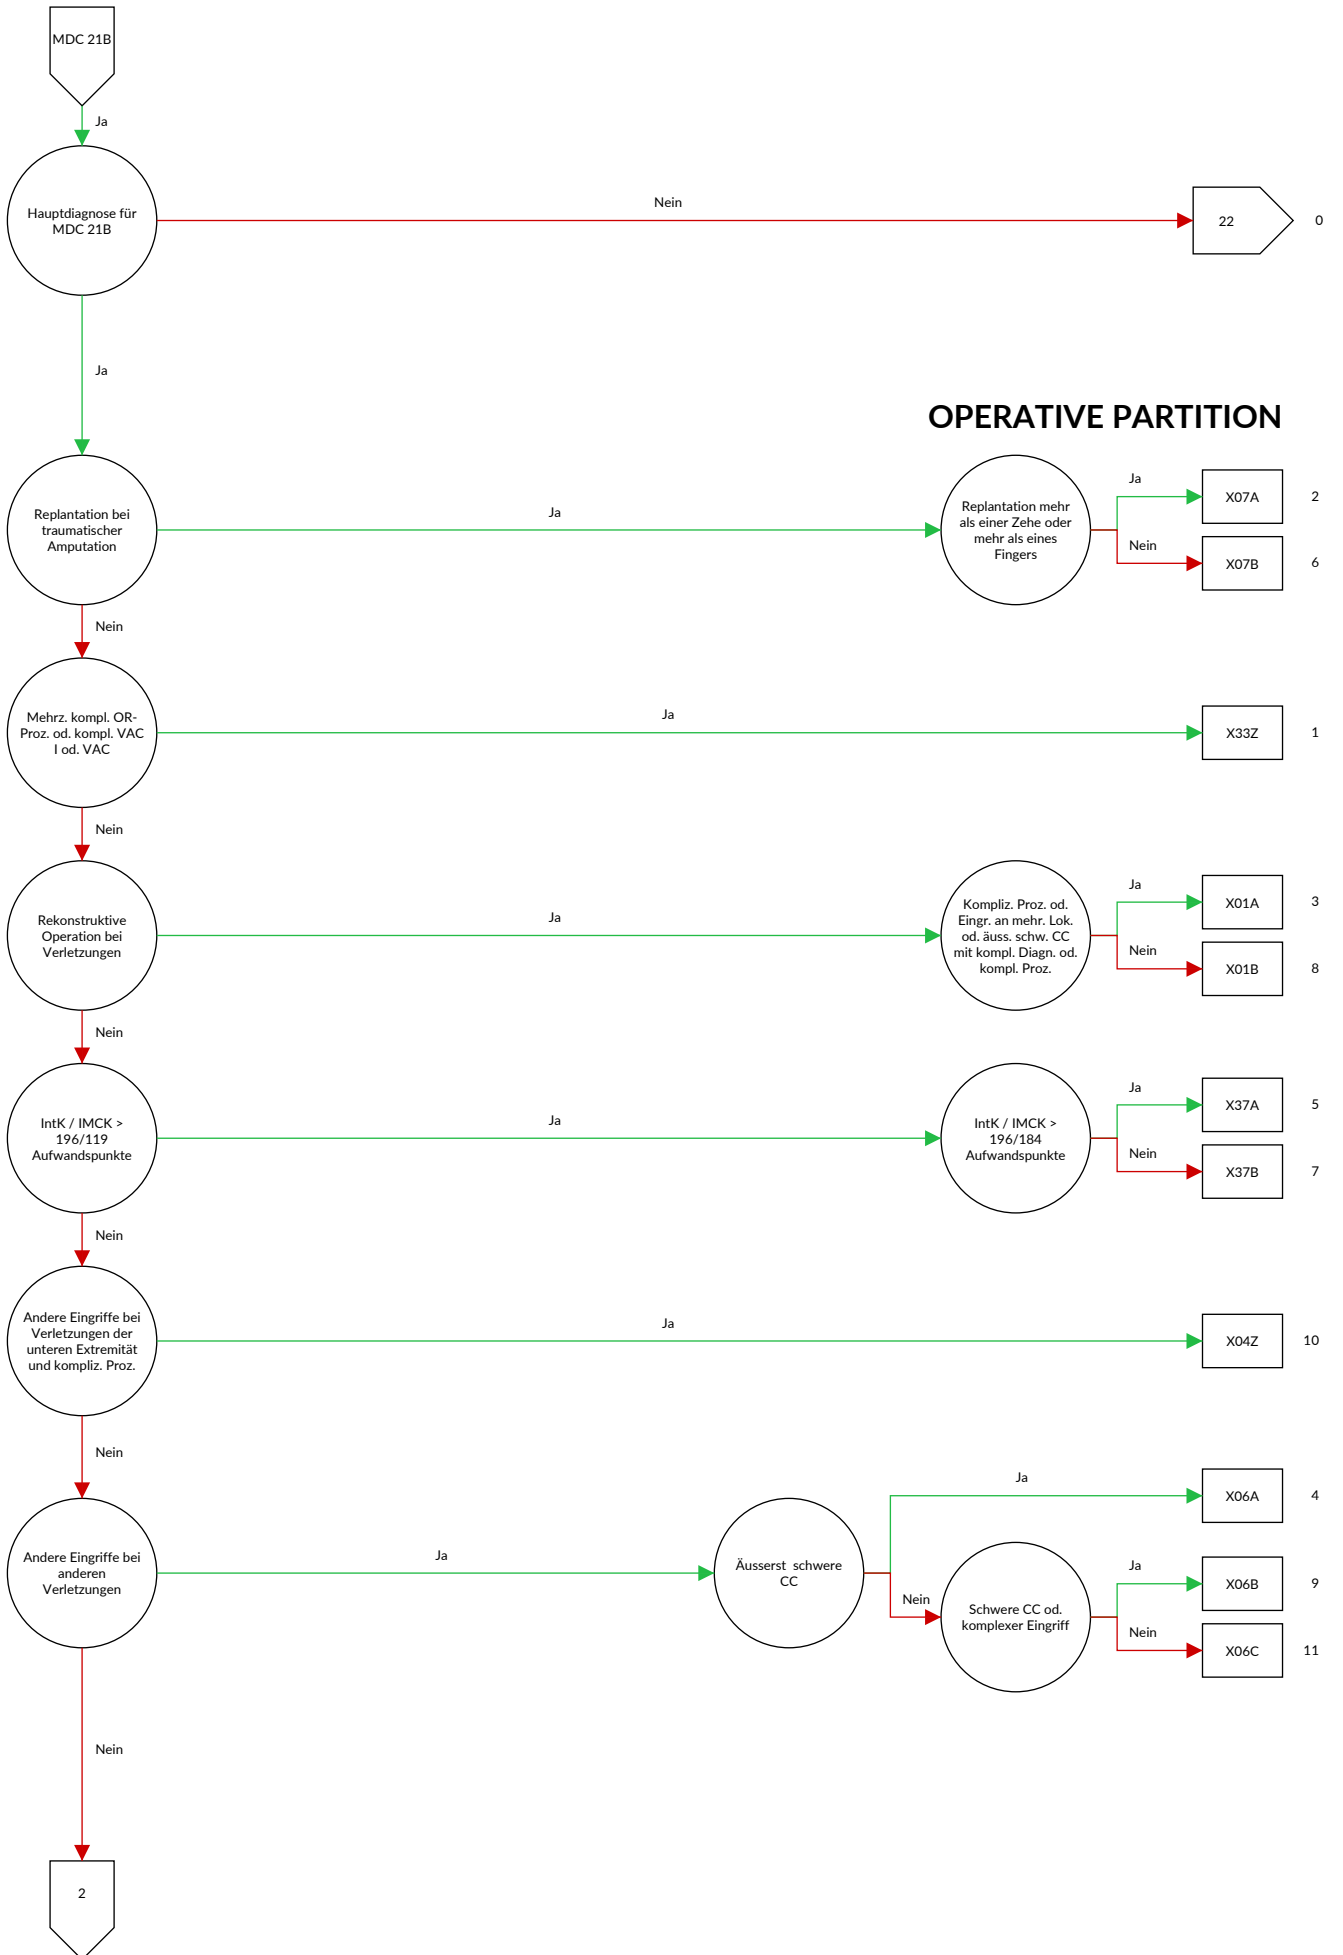 MDC 21B
Ja
Hauptdiagnose für
MDC 21B
Nein
22
0
Ja
OPERATIVE PARTITION
Replantation bei
traumatischer
Amputation
Ja
Replantation mehr
als einer Zehe oder
mehr als eines
Fingers
Ja
X07A
2
Nein
X07B
6
Nein
Mehrz. kompl. OR-
Proz. od. kompl. VAC
I od. VAC
Ja
X33Z
1
Nein
Rekonstruktive
Operation bei
Verletzungen
Ja
Kompliz. Proz. od.
Eingr. an mehr. Lok.
od. äuss. schw. CC
mit kompl. Diagn. od.
kompl. Proz.
Ja
X01A
3
Nein
X01B
8
Nein
IntK / IMCK >
196/119
Aufwandspunkte
Ja
IntK / IMCK >
196/184
Aufwandspunkte
Ja
X37A
5
Nein
X37B
7
Nein
Andere Eingriffe bei
Verletzungen der
unteren Extremität
und kompliz. Proz.
Ja
X04Z
10
Nein
Andere Eingriffe bei
anderen
Verletzungen
Ja
Äusserst schwere
CC
Ja
X06A
4
Nein
Schwere CC od.
komplexer Eingriff
Ja
X06B
9
Nein
X06C
11
Nein
2